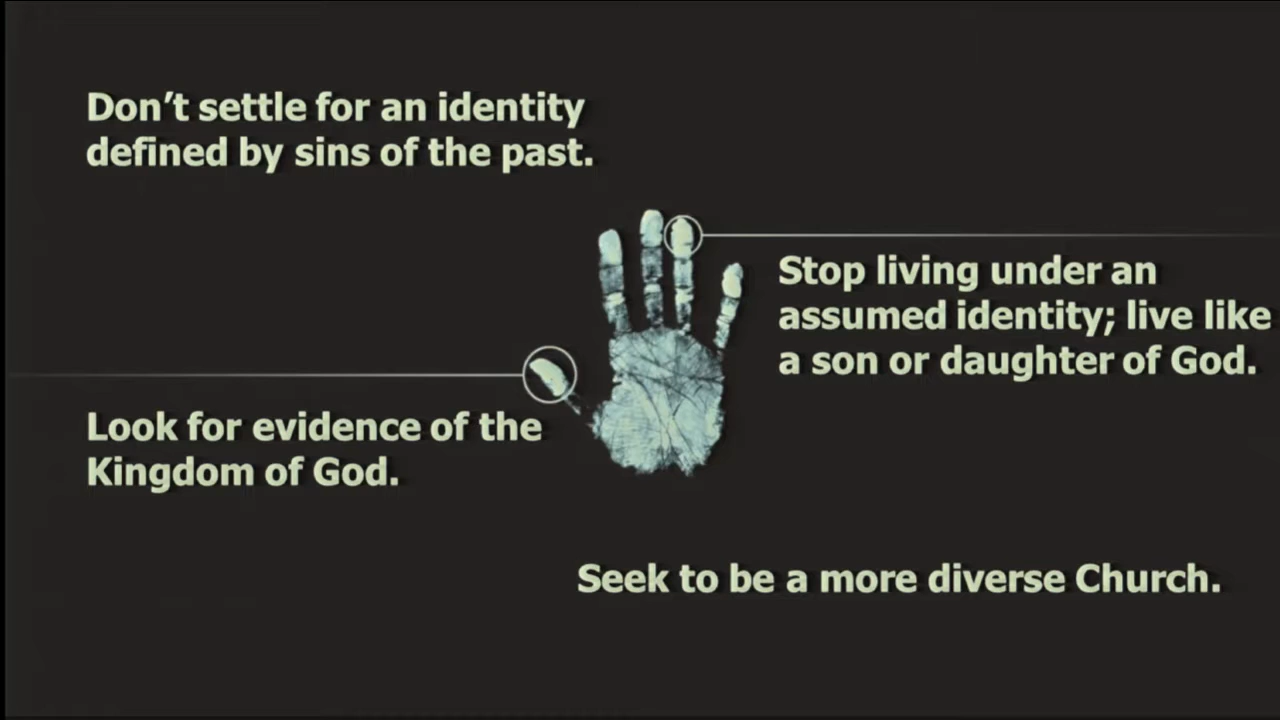 Don’t settle for an identity
defined by sins of the past.
Stop living under an
assumed identity; live like
a son or daughter of God.
Look for evidence of the
Kingdom of God.
Seek to be a more diverse Church.